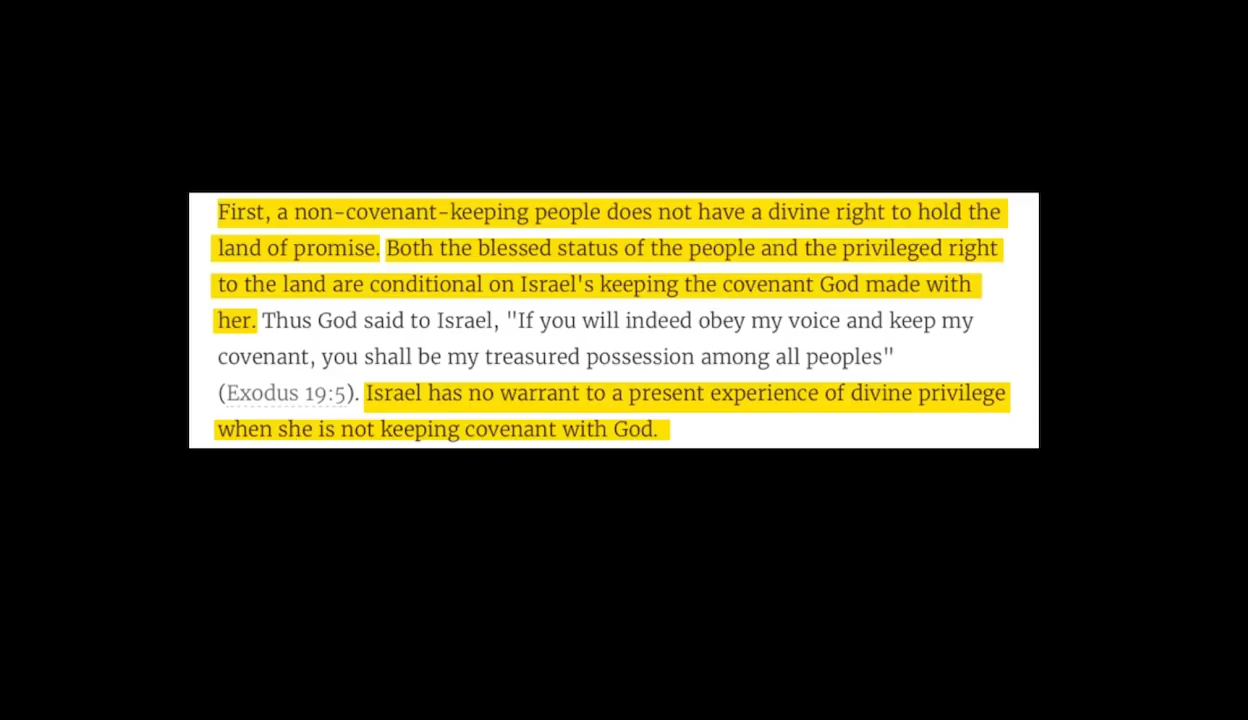 First, a non-covenant-keeping people does not have a divine right to hold the
land of promise. Both the blessed status of the people and the privileged right
to the land are conditional on Israel's keeping the covenant God made with
her. Thus God said to Israel, "If you will indeed obey my voice and keep my
covenant, you shall be my treasured possession among all peoples"
(Exodus 19:5). Israel has no warrant to a present experience of divine privilege
when she is not keeping covenant with God.